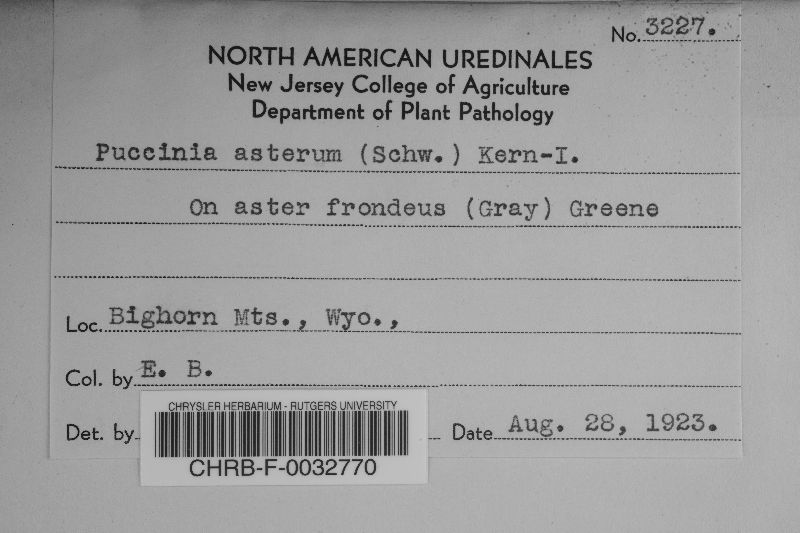 No. 3227.
NORTH AMERICAN UREDINALES
New Jersey College of Agriculture
Department of Plant Pathology
Puccinia asterum (Schw.) Kern-I.
On aster frondeus (Gray) Greene
Loc. Bighorn Mts., Wyo.,
Col. by E. B.
CHRYSLER HERBARIUM - RUTGERS UNIVERSITY
Det. by
Date Aug. 28, 1923.
CHRB-F-0032770